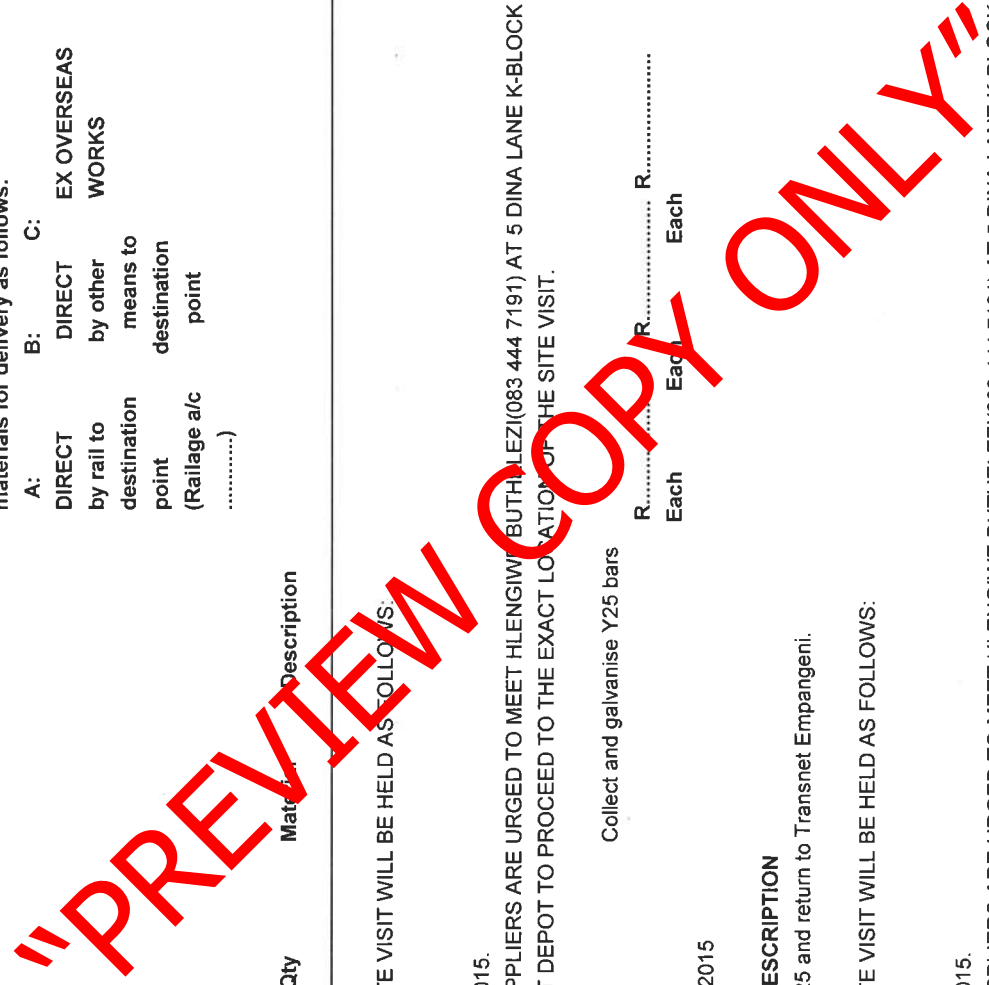 materials for delivery as follows.
A: B: C:
DIRECT DIRECT EX OVERSEAS
by rail to by other WORKS
destination means to
point destination
(Railage a/c point
............)
Qty Material Description
TE VISIT WILL BE HELD AS FOLLOWS:
015.
PPLIERS ARE URGED TO MEET HLENGIWE BUTHELEZI(083 444 7191) AT 5 DINA LANE K-BLOCK
T DEPOT TO PROCEED TO THE EXACT LOCATION OF THE SITE VISIT.
Collect and galvanise Y25 bars
R.................... R.................... R....................
Each Each Each
2015
ESCRIPTION
25 and return to Transnet Empangeni.
TE VISIT WILL BE HELD AS FOLLOWS:
015.
"PREVIEW COPY ONLY"